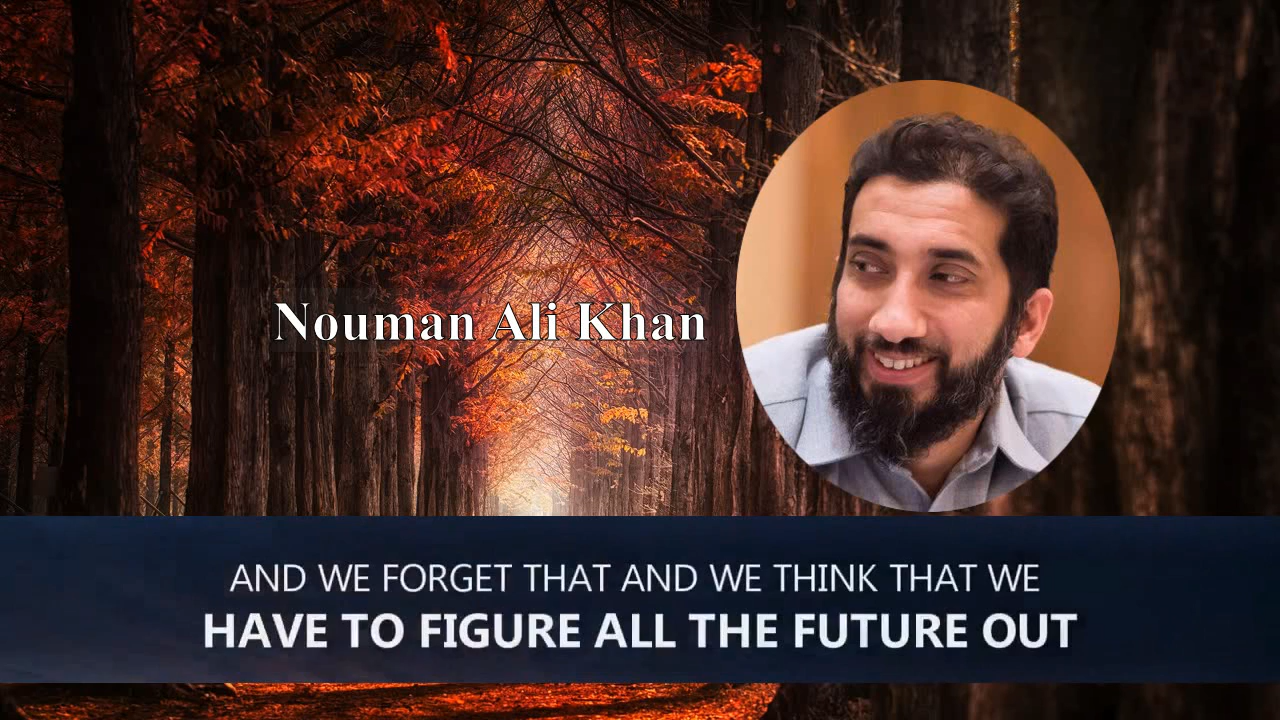 Nouman Ali Khan
AND WE FORGET THAT AND WE THINK THAT WE
HAVE TO FIGURE ALL THE FUTURE OUT